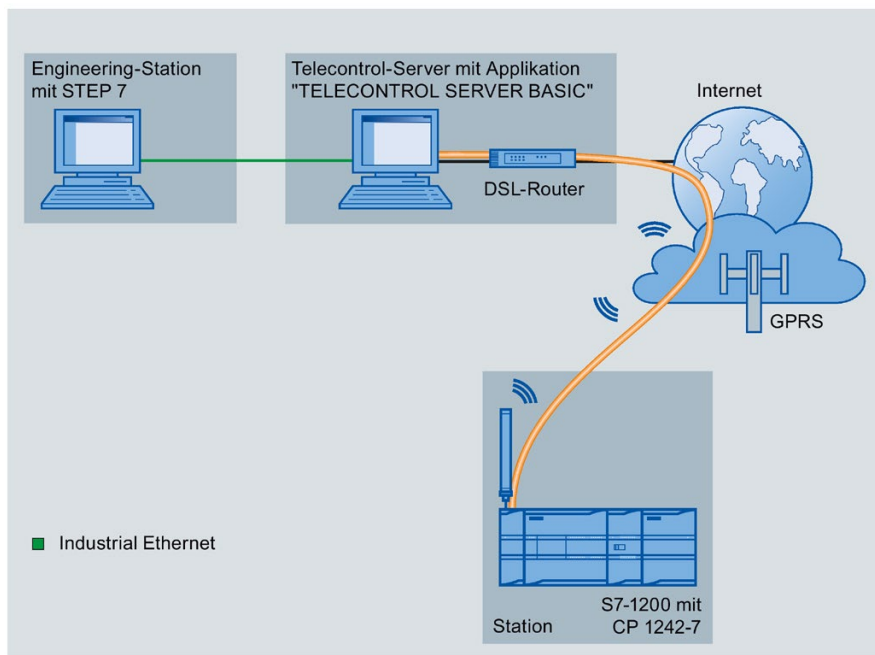 Engineering-Station
mit STEP 7
Telecontrol-Server mit Applikation
"TELECONTROL SERVER BASIC"
Internet
DSL-Router
GPRS
Industrial Ethernet
S7-1200 mit
CP 1242-7
Station